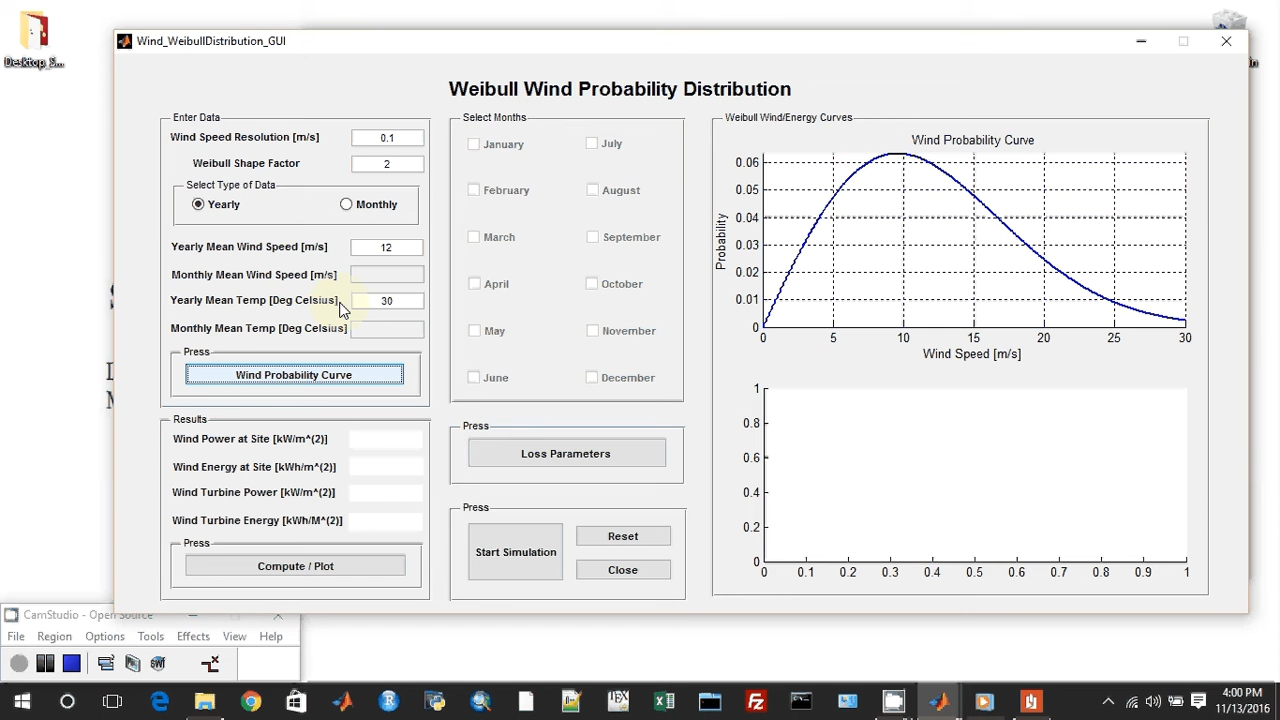 Desktop_S...
Wind_WeibullDistribution_GUI
Weibull Wind Probability Distribution
Enter Data
Wind Speed Resolution [m/s] 0.1
Weibull Shape Factor 2
Select Type of Data
Yearly Monthly
Yearly Mean Wind Speed [m/s] 12
Monthly Mean Wind Speed [m/s]
Yearly Mean Temp [Deg Celsius] 30
Monthly Mean Temp [Deg Celsius]
Press
Wind Probability Curve
Results
Wind Power at Site [kW/m^(2)]
Wind Energy at Site [kWh/m^(2)]
Wind Turbine Power [kW/m^(2)]
Wind Turbine Energy [kWh/M^(2)]
Press
Compute / Plot
Select Months
January July
February August
March September
April October
May November
June December
Press
Loss Parameters
Press
Start Simulation
Reset
Close
Weibull Wind/Energy Curves
Wind Probability Curve
Probability
0.06
0.05
0.04
0.03
0.02
0.01
0
0 5 10 15 20 25 30
Wind Speed [m/s]
1
0.8
0.6
0.4
0.2
0
0 0.1 0.2 0.3 0.4 0.5 0.6 0.7 0.8 0.9 1
CamStudio - Open Source
File Region Options Tools Effects View Help
4:00 PM
11/13/2016